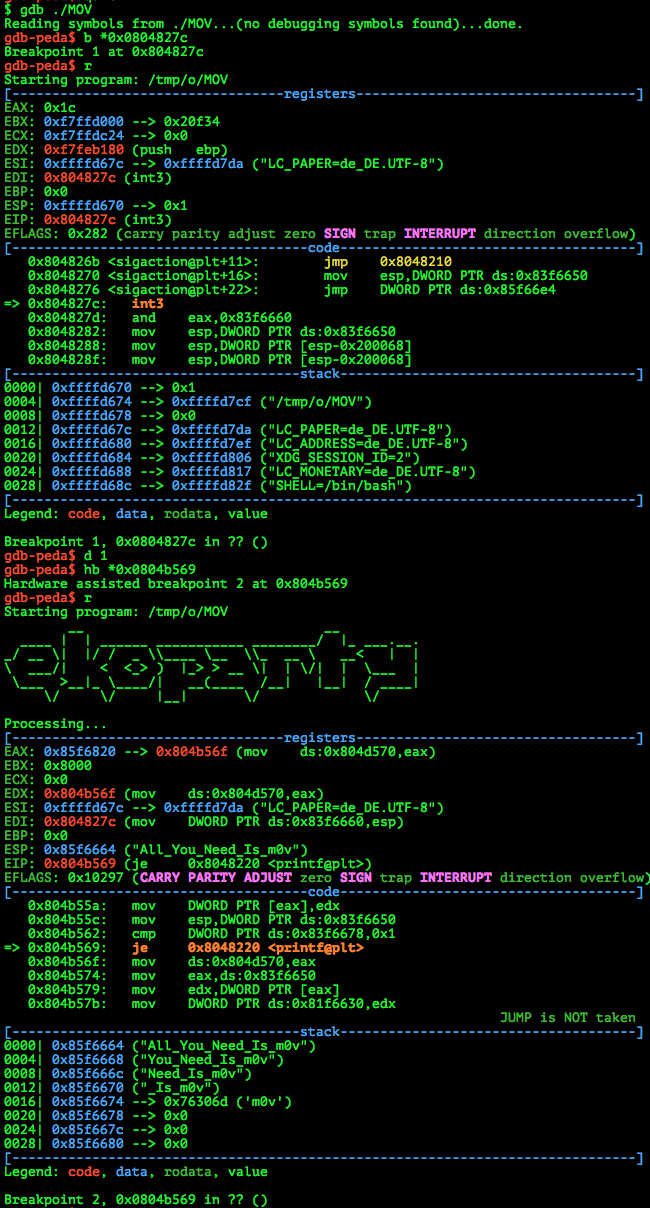 $ gdb ./MOV
Reading symbols from ./MOV...(no debugging symbols found)...done.
gdb-peda$ b *0x0804827c
Breakpoint 1 at 0x804827c
gdb-peda$ r
Starting program: /tmp/o/MOV
[----------------------------------registers-----------------------------------]
EAX: 0x1c
EBX: 0xf7ffd000 --> 0x20f34
ECX: 0xf7ffdc24 --> 0x0
EDX: 0xf7feb180 (push   ebp)
ESI: 0xffffd67c --> 0xffffd7da ("LC_PAPER=de_DE.UTF-8")
EDI: 0x804827c (int3)
EBP: 0x0
ESP: 0xffffd670 --> 0x1
EIP: 0x804827c (int3)
EFLAGS: 0x282 (carry parity adjust zero SIGN trap INTERRUPT direction overflow)
[-------------------------------------code-------------------------------------]
   0x804826b <sigaction@plt+11>:        jmp    0x8048210
   0x8048270 <sigaction@plt+16>:        mov    esp,DWORD PTR ds:0x83f6650
   0x8048276 <sigaction@plt+22>:        jmp    DWORD PTR ds:0x85f66e4
=> 0x804827c:   int3
   0x804827d:   and    eax,0x83f6660
   0x8048282:   mov    esp,DWORD PTR ds:0x83f6650
   0x8048288:   mov    esp,DWORD PTR [esp-0x200068]
   0x804828f:   mov    esp,DWORD PTR [esp-0x200068]
[------------------------------------stack-------------------------------------]
0000| 0xffffd670 --> 0x1
0004| 0xffffd674 --> 0xffffd7cf ("/tmp/o/MOV")
0008| 0xffffd678 --> 0x0
0012| 0xffffd67c --> 0xffffd7da ("LC_PAPER=de_DE.UTF-8")
0016| 0xffffd680 --> 0xffffd7ef ("LC_ADDRESS=de_DE.UTF-8")
0020| 0xffffd684 --> 0xffffd806 ("XDG_SESSION_ID=2")
0024| 0xffffd688 --> 0xffffd817 ("LC_MONETARY=de_DE.UTF-8")
0028| 0xffffd68c --> 0xffffd82f ("SHELL=/bin/bash")
[------------------------------------------------------------------------------]
Legend: code, data, rodata, value

Breakpoint 1, 0x0804827c in ?? ()
gdb-peda$ d 1
gdb-peda$ hb *0x0804b569
Hardware assisted breakpoint 2 at 0x804b569
gdb-peda$ r
Starting program: /tmp/o/MOV
ekoparty
Processing...
[----------------------------------registers-----------------------------------]
EAX: 0x85f6820 --> 0x804b56f (mov    ds:0x804d570,eax)
EBX: 0x8000
ECX: 0x0
EDX: 0x804b56f (mov    ds:0x804d570,eax)
ESI: 0xffffd67c --> 0xffffd7da ("LC_PAPER=de_DE.UTF-8")
EDI: 0x804827c (mov    DWORD PTR ds:0x83f6660,esp)
EBP: 0x0
ESP: 0x85f6664 ("All_You_Need_Is_m0v")
EIP: 0x804b569 (je     0x8048220 <printf@plt>)
EFLAGS: 0x10297 (CARRY PARITY ADJUST zero SIGN trap INTERRUPT direction overflow)
[-------------------------------------code-------------------------------------]
   0x804b55a:   mov    DWORD PTR [eax],edx
   0x804b55c:   mov    esp,DWORD PTR ds:0x83f6650
   0x804b562:   cmp    DWORD PTR ds:0x83f6678,0x1
=> 0x804b569:   je     0x8048220 <printf@plt>
   0x804b56f:   mov    ds:0x804d570,eax
   0x804b574:   mov    eax,ds:0x83f6650
   0x804b579:   mov    edx,DWORD PTR [eax]
   0x804b57b:   mov    DWORD PTR ds:0x81f6630,edx
JUMP is NOT taken
[------------------------------------stack-------------------------------------]
0000| 0x85f6664 ("All_You_Need_Is_m0v")
0004| 0x85f6668 ("You_Need_Is_m0v")
0008| 0x85f666c ("Need_Is_m0v")
0012| 0x85f6670 ("_Is_m0v")
0016| 0x85f6674 --> 0x76306d ('m0v')
0020| 0x85f6678 --> 0x0
0024| 0x85f667c --> 0x0
0028| 0x85f6680 --> 0x0
[------------------------------------------------------------------------------]
Legend: code, data, rodata, value

Breakpoint 2, 0x0804b569 in ?? ()